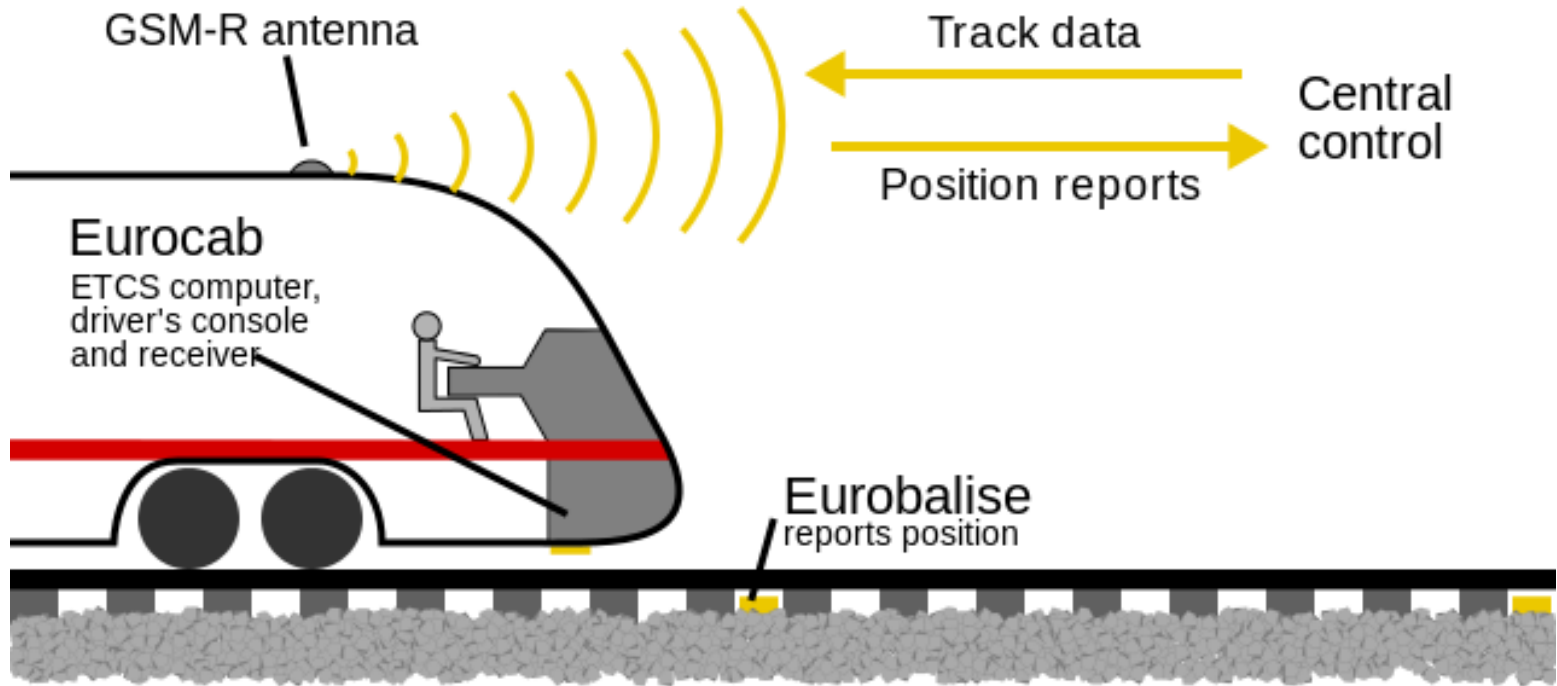 GSM-R antenna
Track data
Central
control
Position reports
Eurocab
ETCS computer,
driver's console
and receiver
Eurobalise
reports position